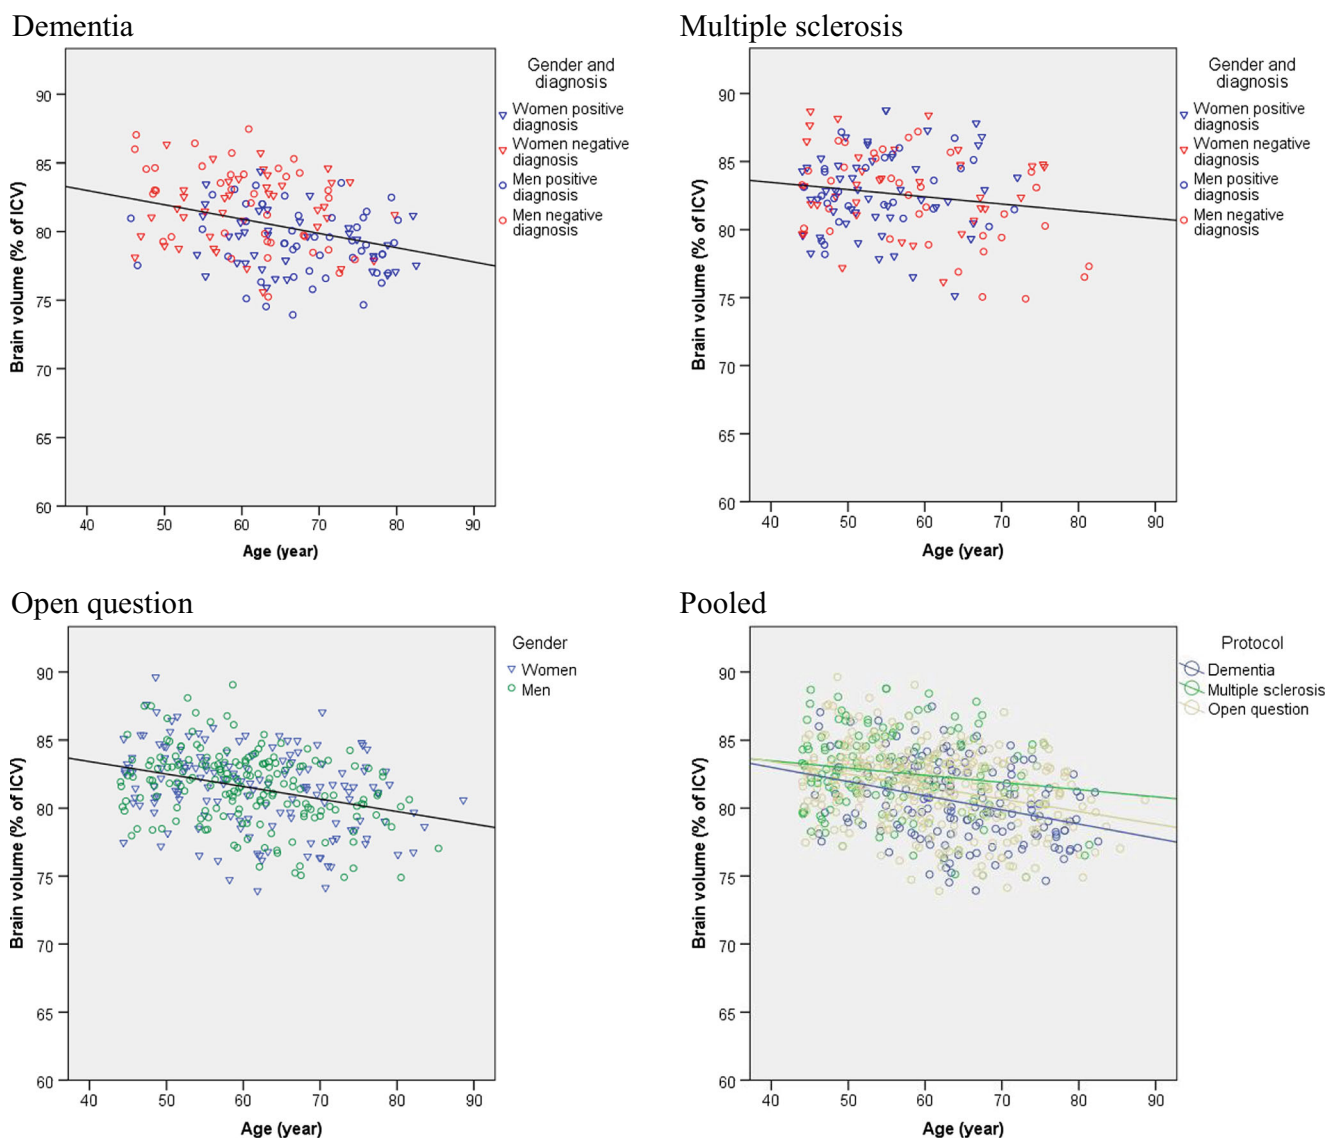 Dementia
Gender and
diagnosis
Women positive
diagnosis
Women negative
diagnosis
Men positive
diagnosis
Men negative
diagnosis
Brain volume (% of ICV)
90
85
80
75
70
65
60
40 50 60 70 80 90
Age (year)
Multiple sclerosis
Gender and
diagnosis
Women positive
diagnosis
Women negative
diagnosis
Men positive
diagnosis
Men negative
diagnosis
Brain volume (% of ICV)
90
85
80
75
70
65
60
40 50 60 70 80 90
Age (year)
Open question
Gender
Women
Men
Brain volume (% of ICV)
90
85
80
75
70
65
60
40 50 60 70 80 90
Age (year)
Pooled
Protocol
Dementia
Multiple sclerosis
Open question
Brain volume (% of ICV)
90
85
80
75
70
65
60
40 50 60 70 80 90
Age (year)